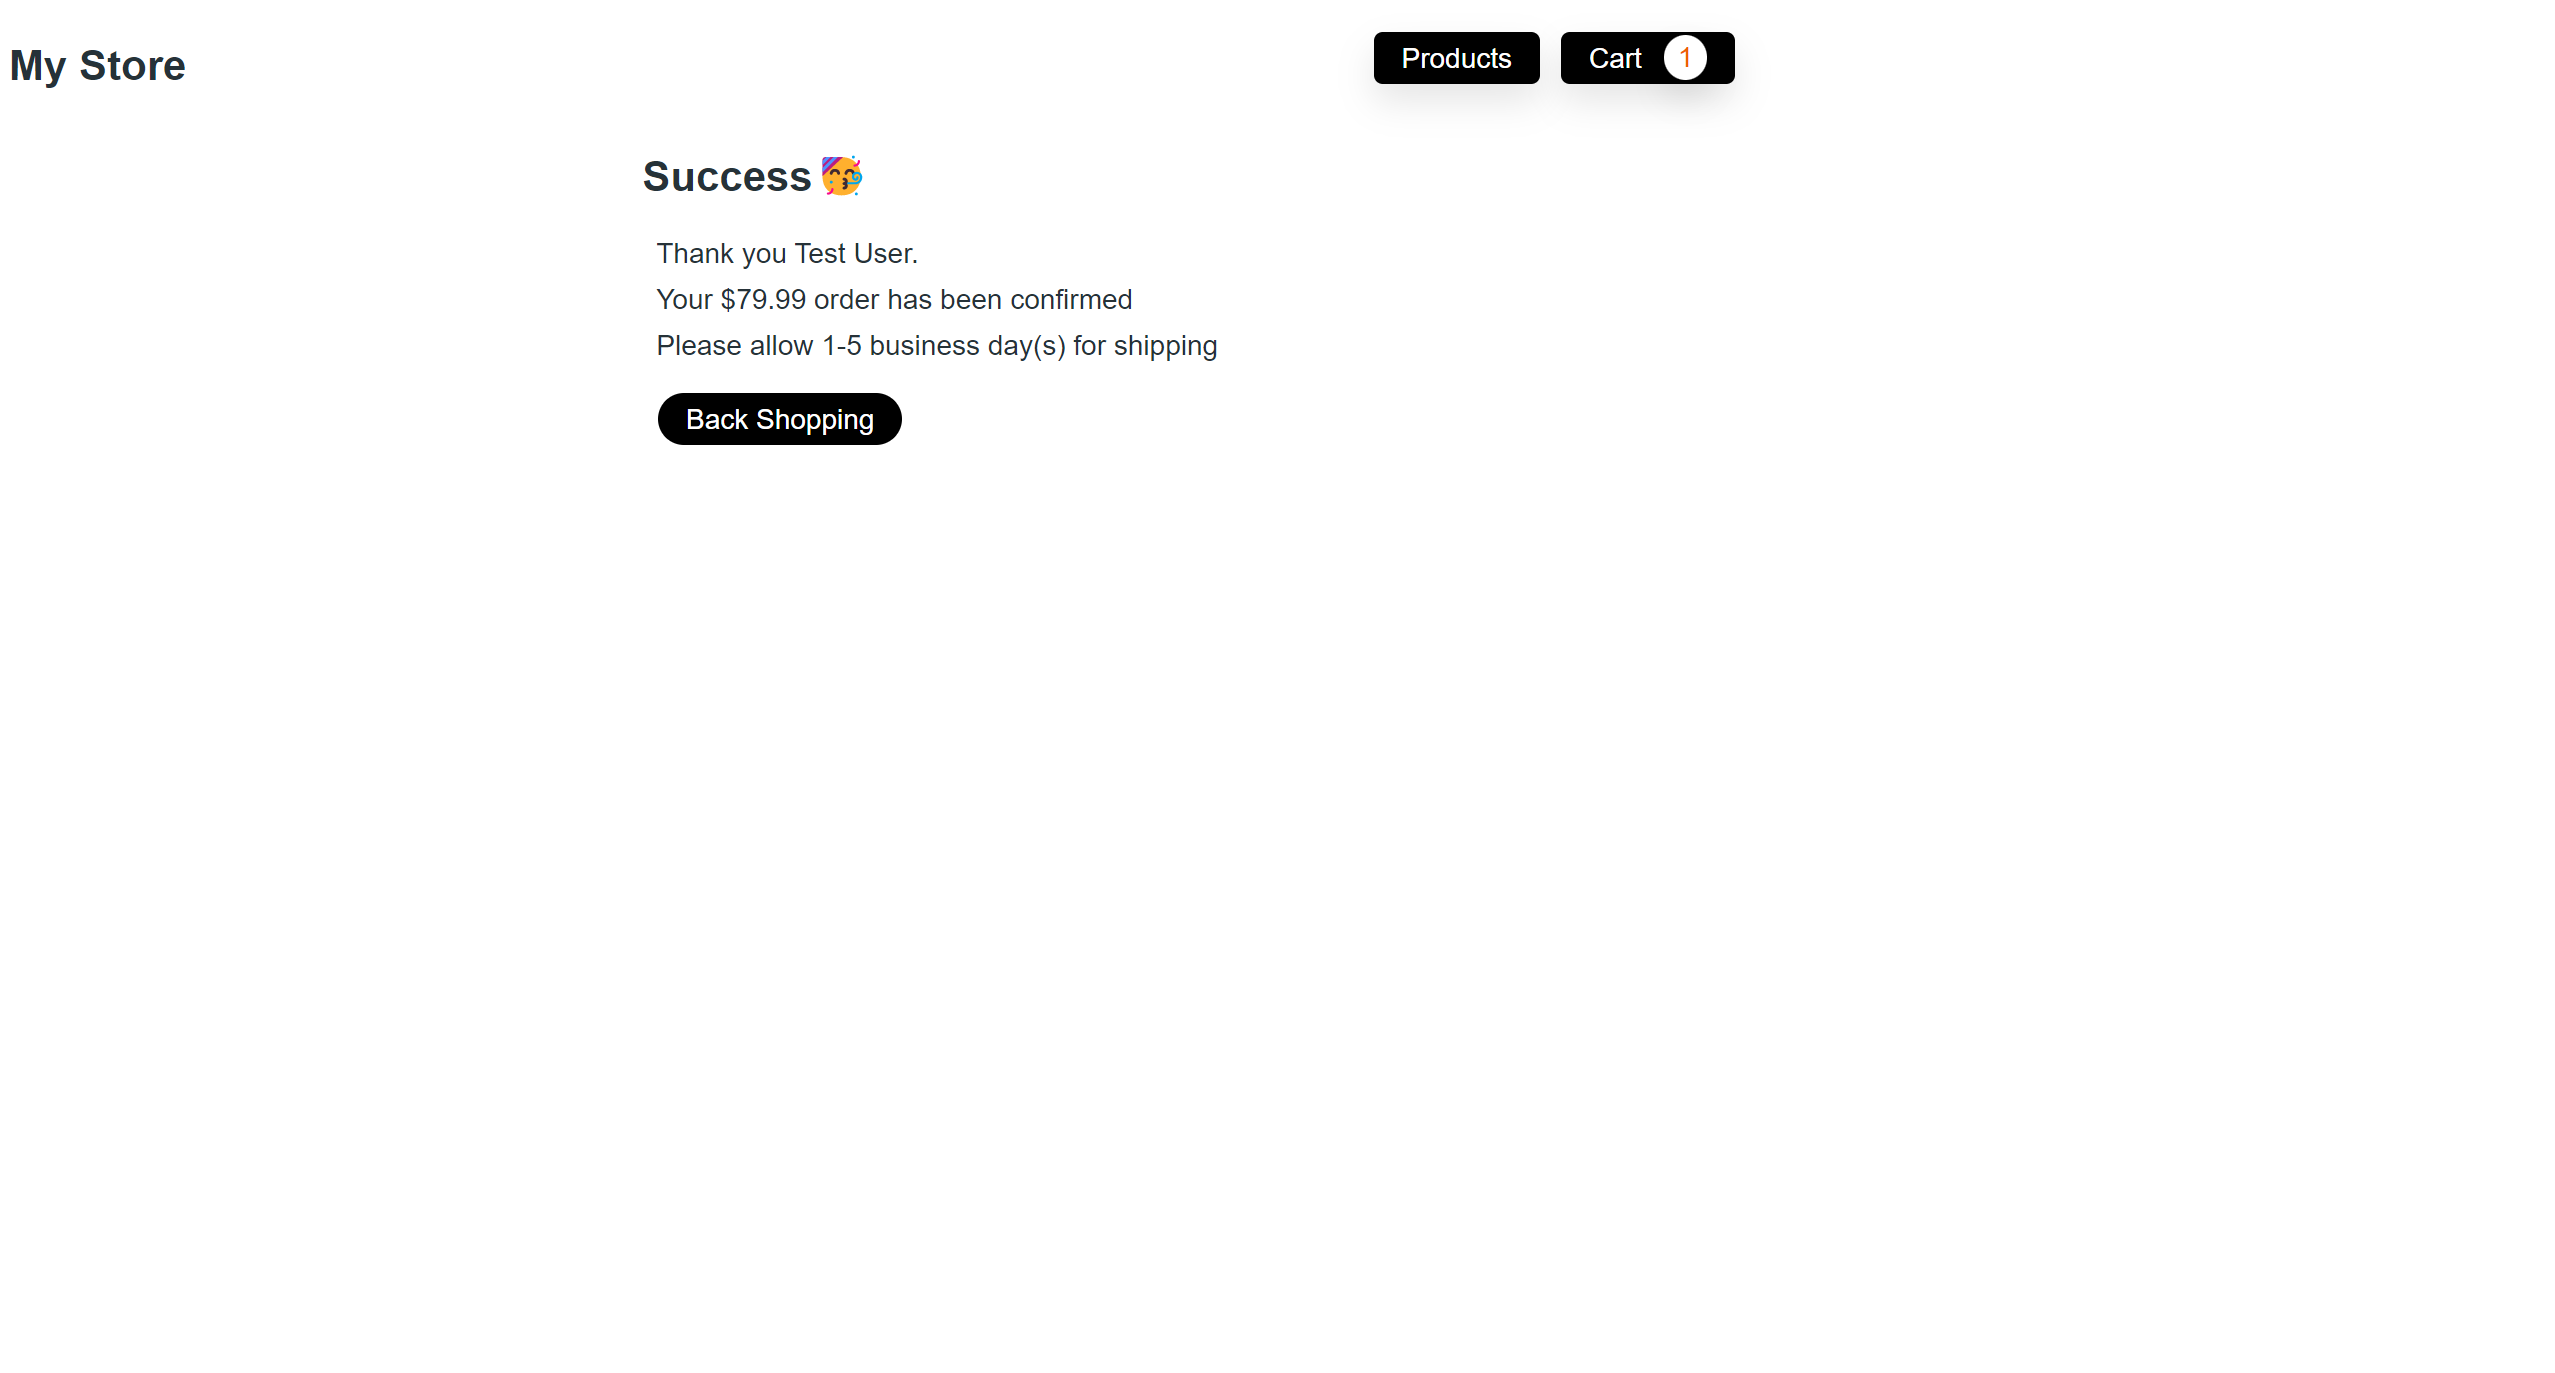 My Store
Products
Cart 1
Success 🥳
Thank you Test User.
Your $79.99 order has been confirmed
Please allow 1-5 business day(s) for shipping
Back Shopping